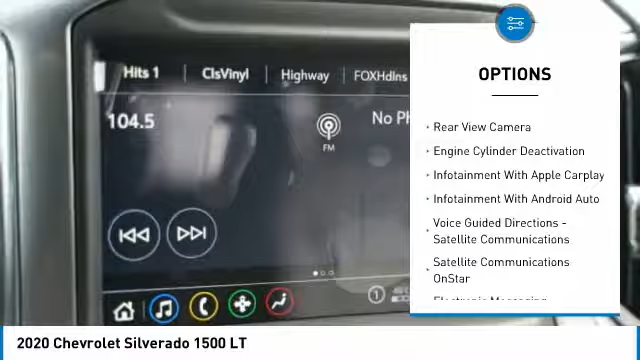 Hits 1
ClsVinyl
Highway
FOXHdlns
104.5
FM
No Ph
1
OPTIONS
Rear View Camera
Engine Cylinder Deactivation
Infotainment With Apple Carplay
Infotainment With Android Auto
Voice Guided Directions -
Satellite Communications
Satellite Communications
OnStar
2020 Chevrolet Silverado 1500 LT